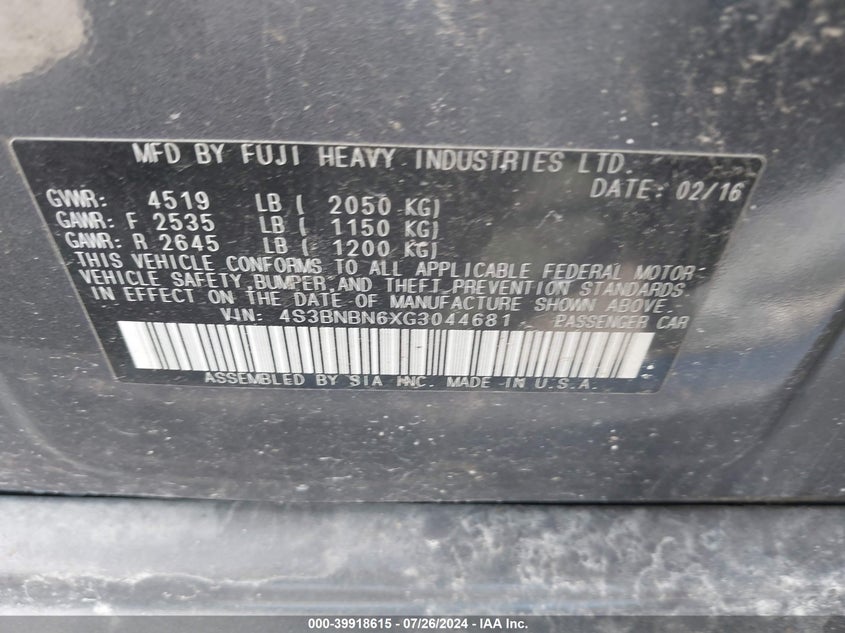 MFD BY FUJI HEAVY INDUSTRIES LTD.
DATE: 02/16
GVWR: 4519 LB ( 2050 KG)
GAWR: F 2535 LB ( 1150 KG)
GAWR: R 2645 LB ( 1200 KG)
THIS VEHICLE CONFORMS TO ALL APPLICABLE FEDERAL MOTOR-
VEHICLE SAFETY, BUMPER, AND THEFT PREVENTION STANDARDS
IN EFFECT ON THE DATE OF MANUFACTURE SHOWN ABOVE.
VIN: 4S3BNBN6XG3044681 PASSENGER CAR
ASSEMBLED BY SIA INC. MADE IN U.S.A.
000-39918615 - 07/26/2024 - IAA Inc.